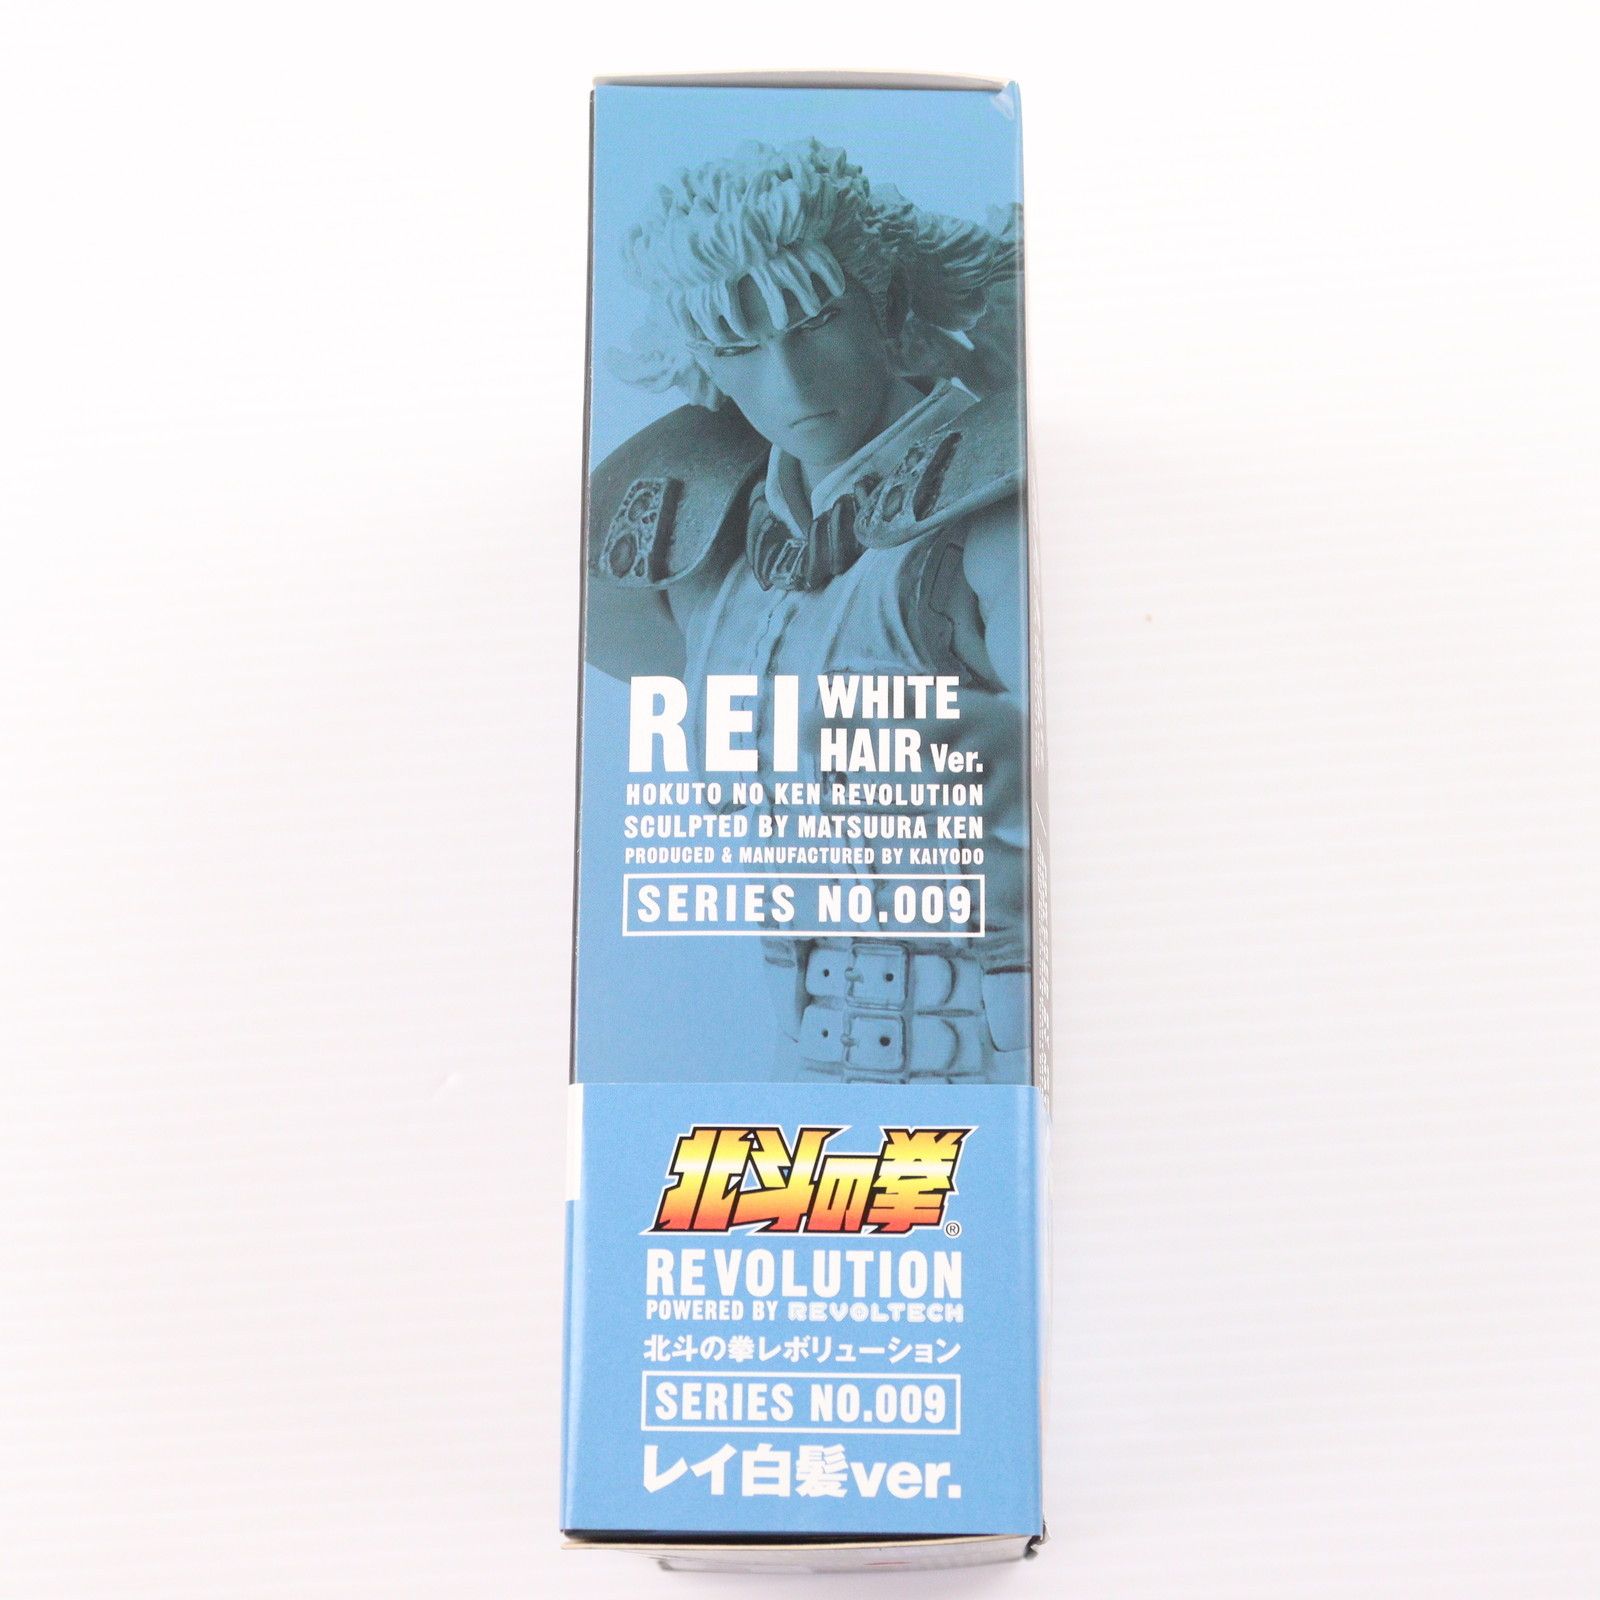 REI WHITE HAIR Ver.
HOKUTO NO KEN REVOLUTION
SCULPTED BY MATSUURA KEN
PRODUCED & MANUFACTURED BY KAIYODO
SERIES NO.009
北斗の拳®
REVOLUTION
POWERED BY REVOLTECH
北斗の拳レボリューション
SERIES NO.009
レイ白髪ver.